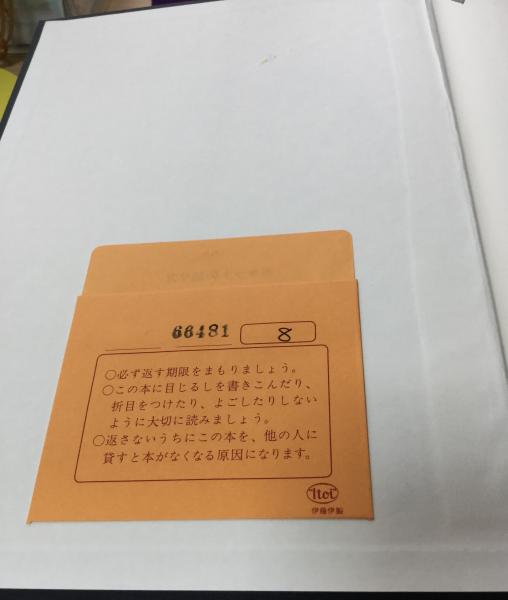 66481 8
○必ず返す期限をまもりましょう。
○この本に目じるしを書きこんだり、
折目をつけたり、よごしたりしない
ように大切に読みましょう。
○返さないうちにこの本を、他の人に
貸すと本がなくなる原因になります。
Itoi
伊藤伊